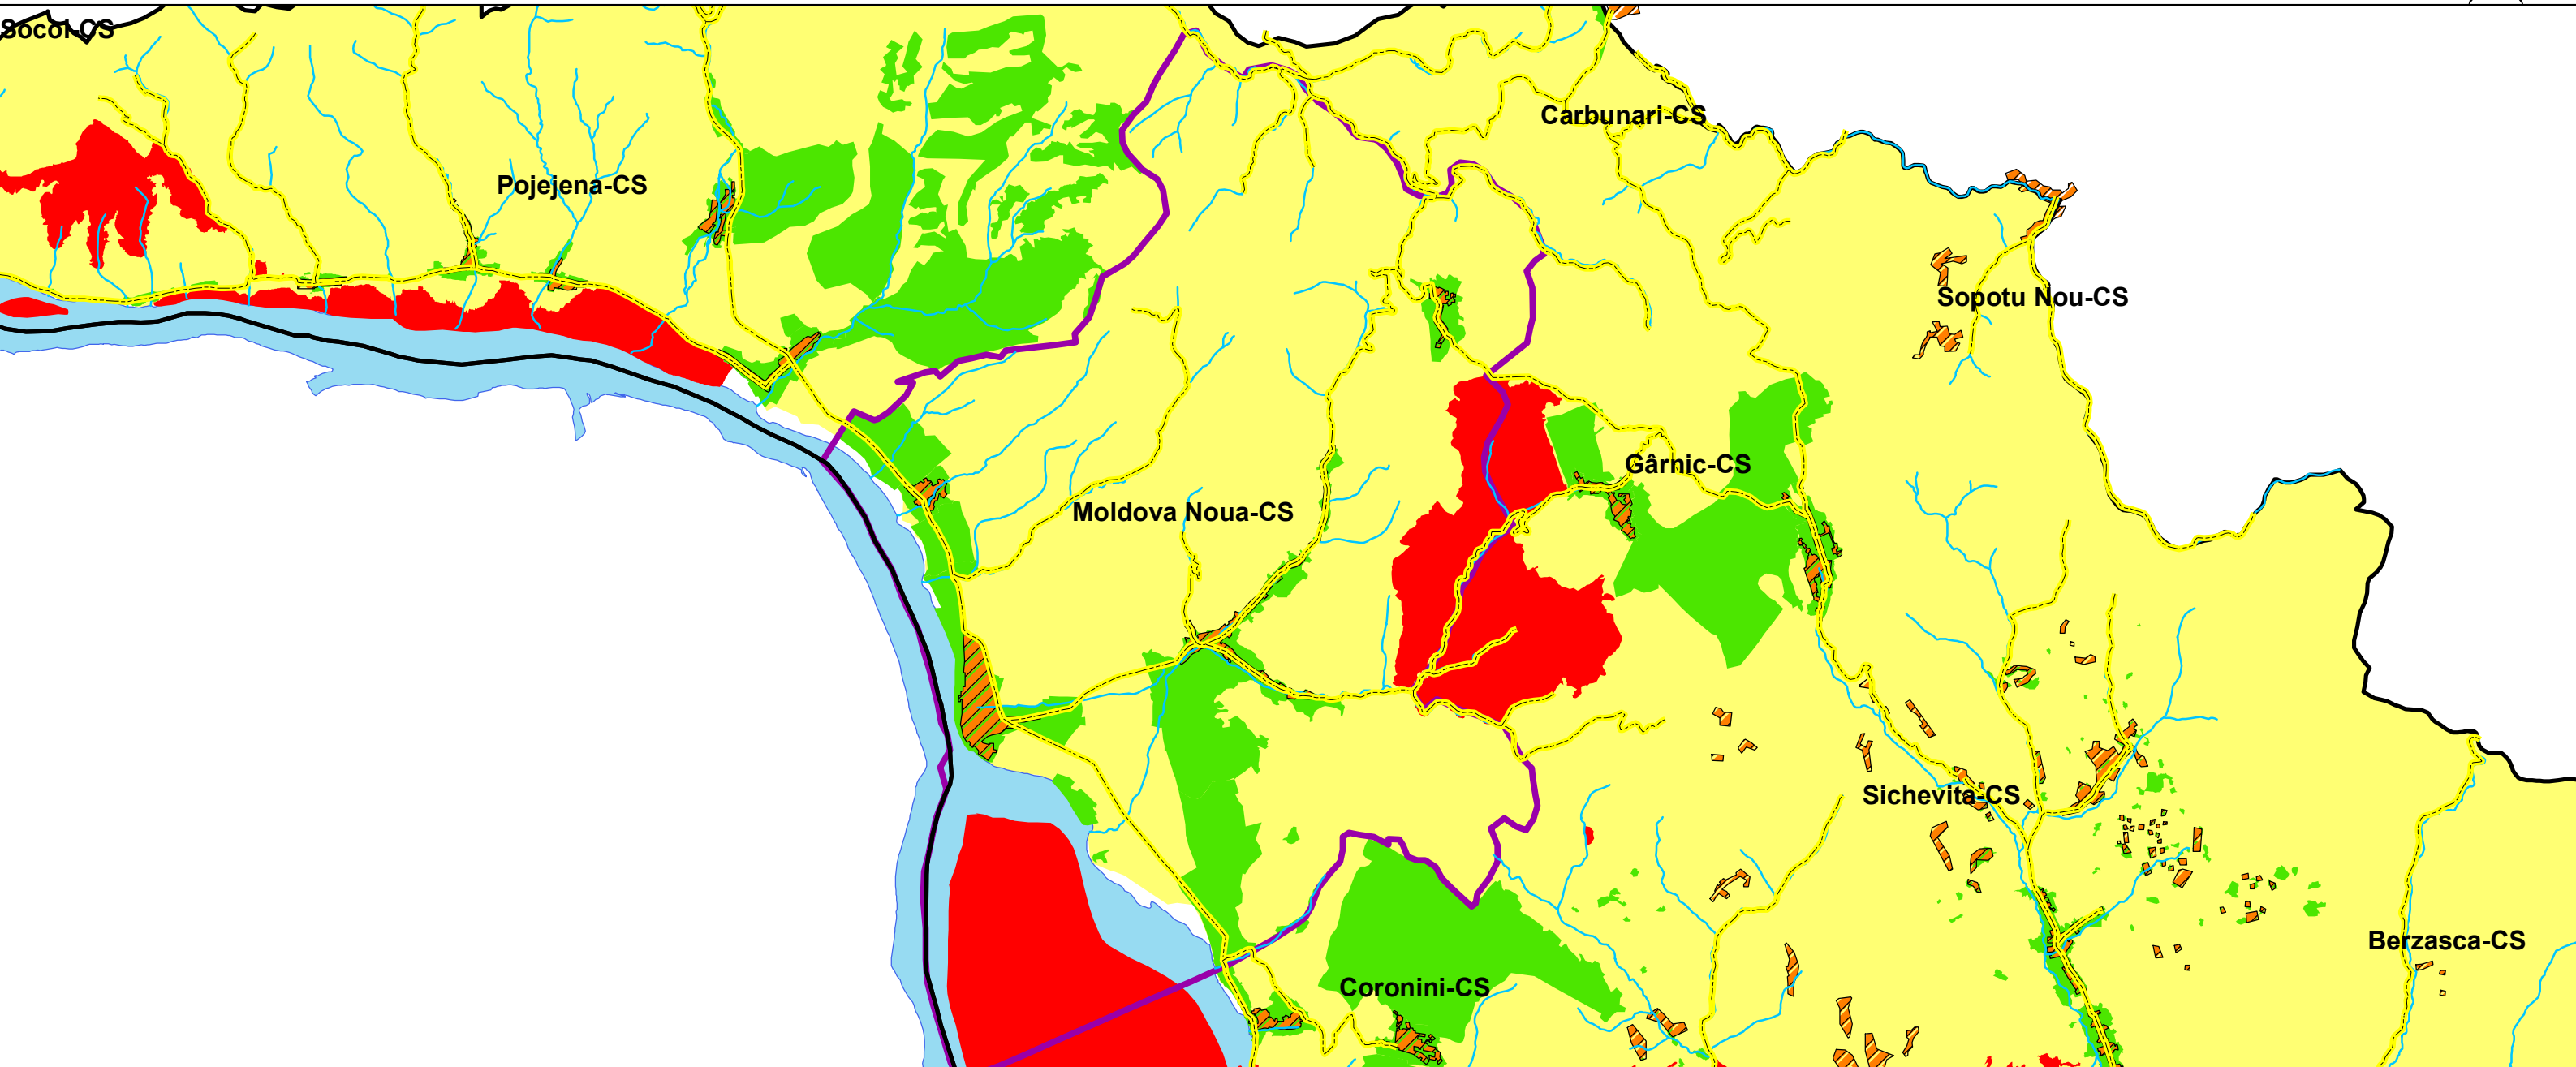 Socol-CS
Carbunari-CS
Pojejena-CS
Sopotu Nou-CS
Gârnic-CS
Moldova Noua-CS
Sichevita-CS
Berzasca-CS
Coronini-CS